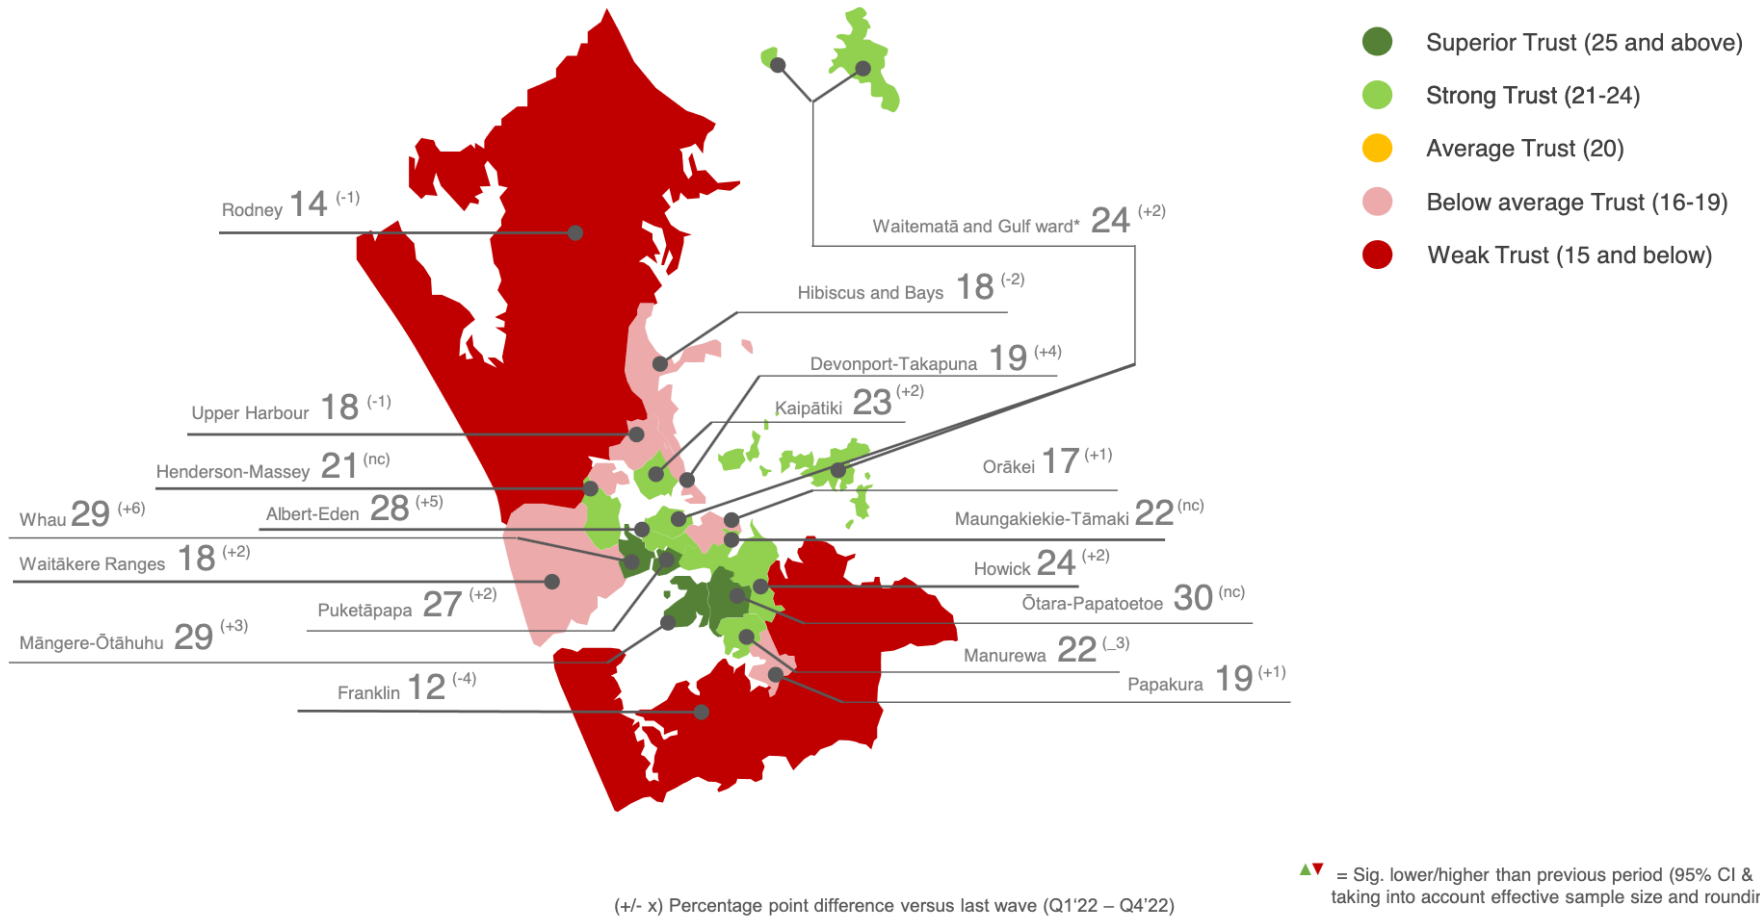 Superior Trust (25 and above)
Strong Trust (21-24)
Average Trust (20)
Below average Trust (16-19)
Weak Trust (15 and below)
Rodney 14 (-1)
Waitematā and Gulf ward* 24 (+2)
Hibiscus and Bays 18 (-2)
Devonport-Takapuna 19 (+4)
Kaipātiki 23 (+2)
Upper Harbour 18 (-1)
Henderson-Massey 21 (nc)
Orākei 17 (+1)
Whau 29 (+6)
Albert-Eden 28 (+5)
Maungakiekie-Tāmaki 22 (nc)
Waitākere Ranges 18 (+2)
Howick 24 (+2)
Puketāpapa 27 (+2)
Ōtara-Papatoetoe 30 (nc)
Māngere-Ōtāhuhu 29 (+3)
Manurewa 22 (_3)
Franklin 12 (-4)
Papakura 19 (+1)
= Sig. lower/higher than previous period (95% CI &
taking into account effective sample size and roundin
(+/- x) Percentage point difference versus last wave (Q1'22 – Q4'22)